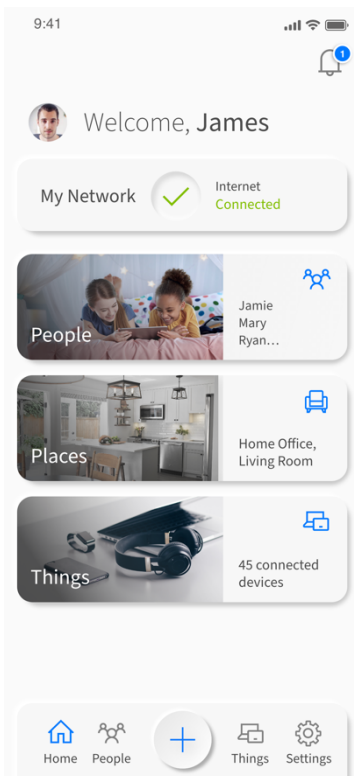 9:41
1
Welcome, James
My Network
Internet
Connected
People
Jamie
Mary
Ryan…
Places
Home Office,
Living Room
Things
45 connected
devices
Home People Things Settings